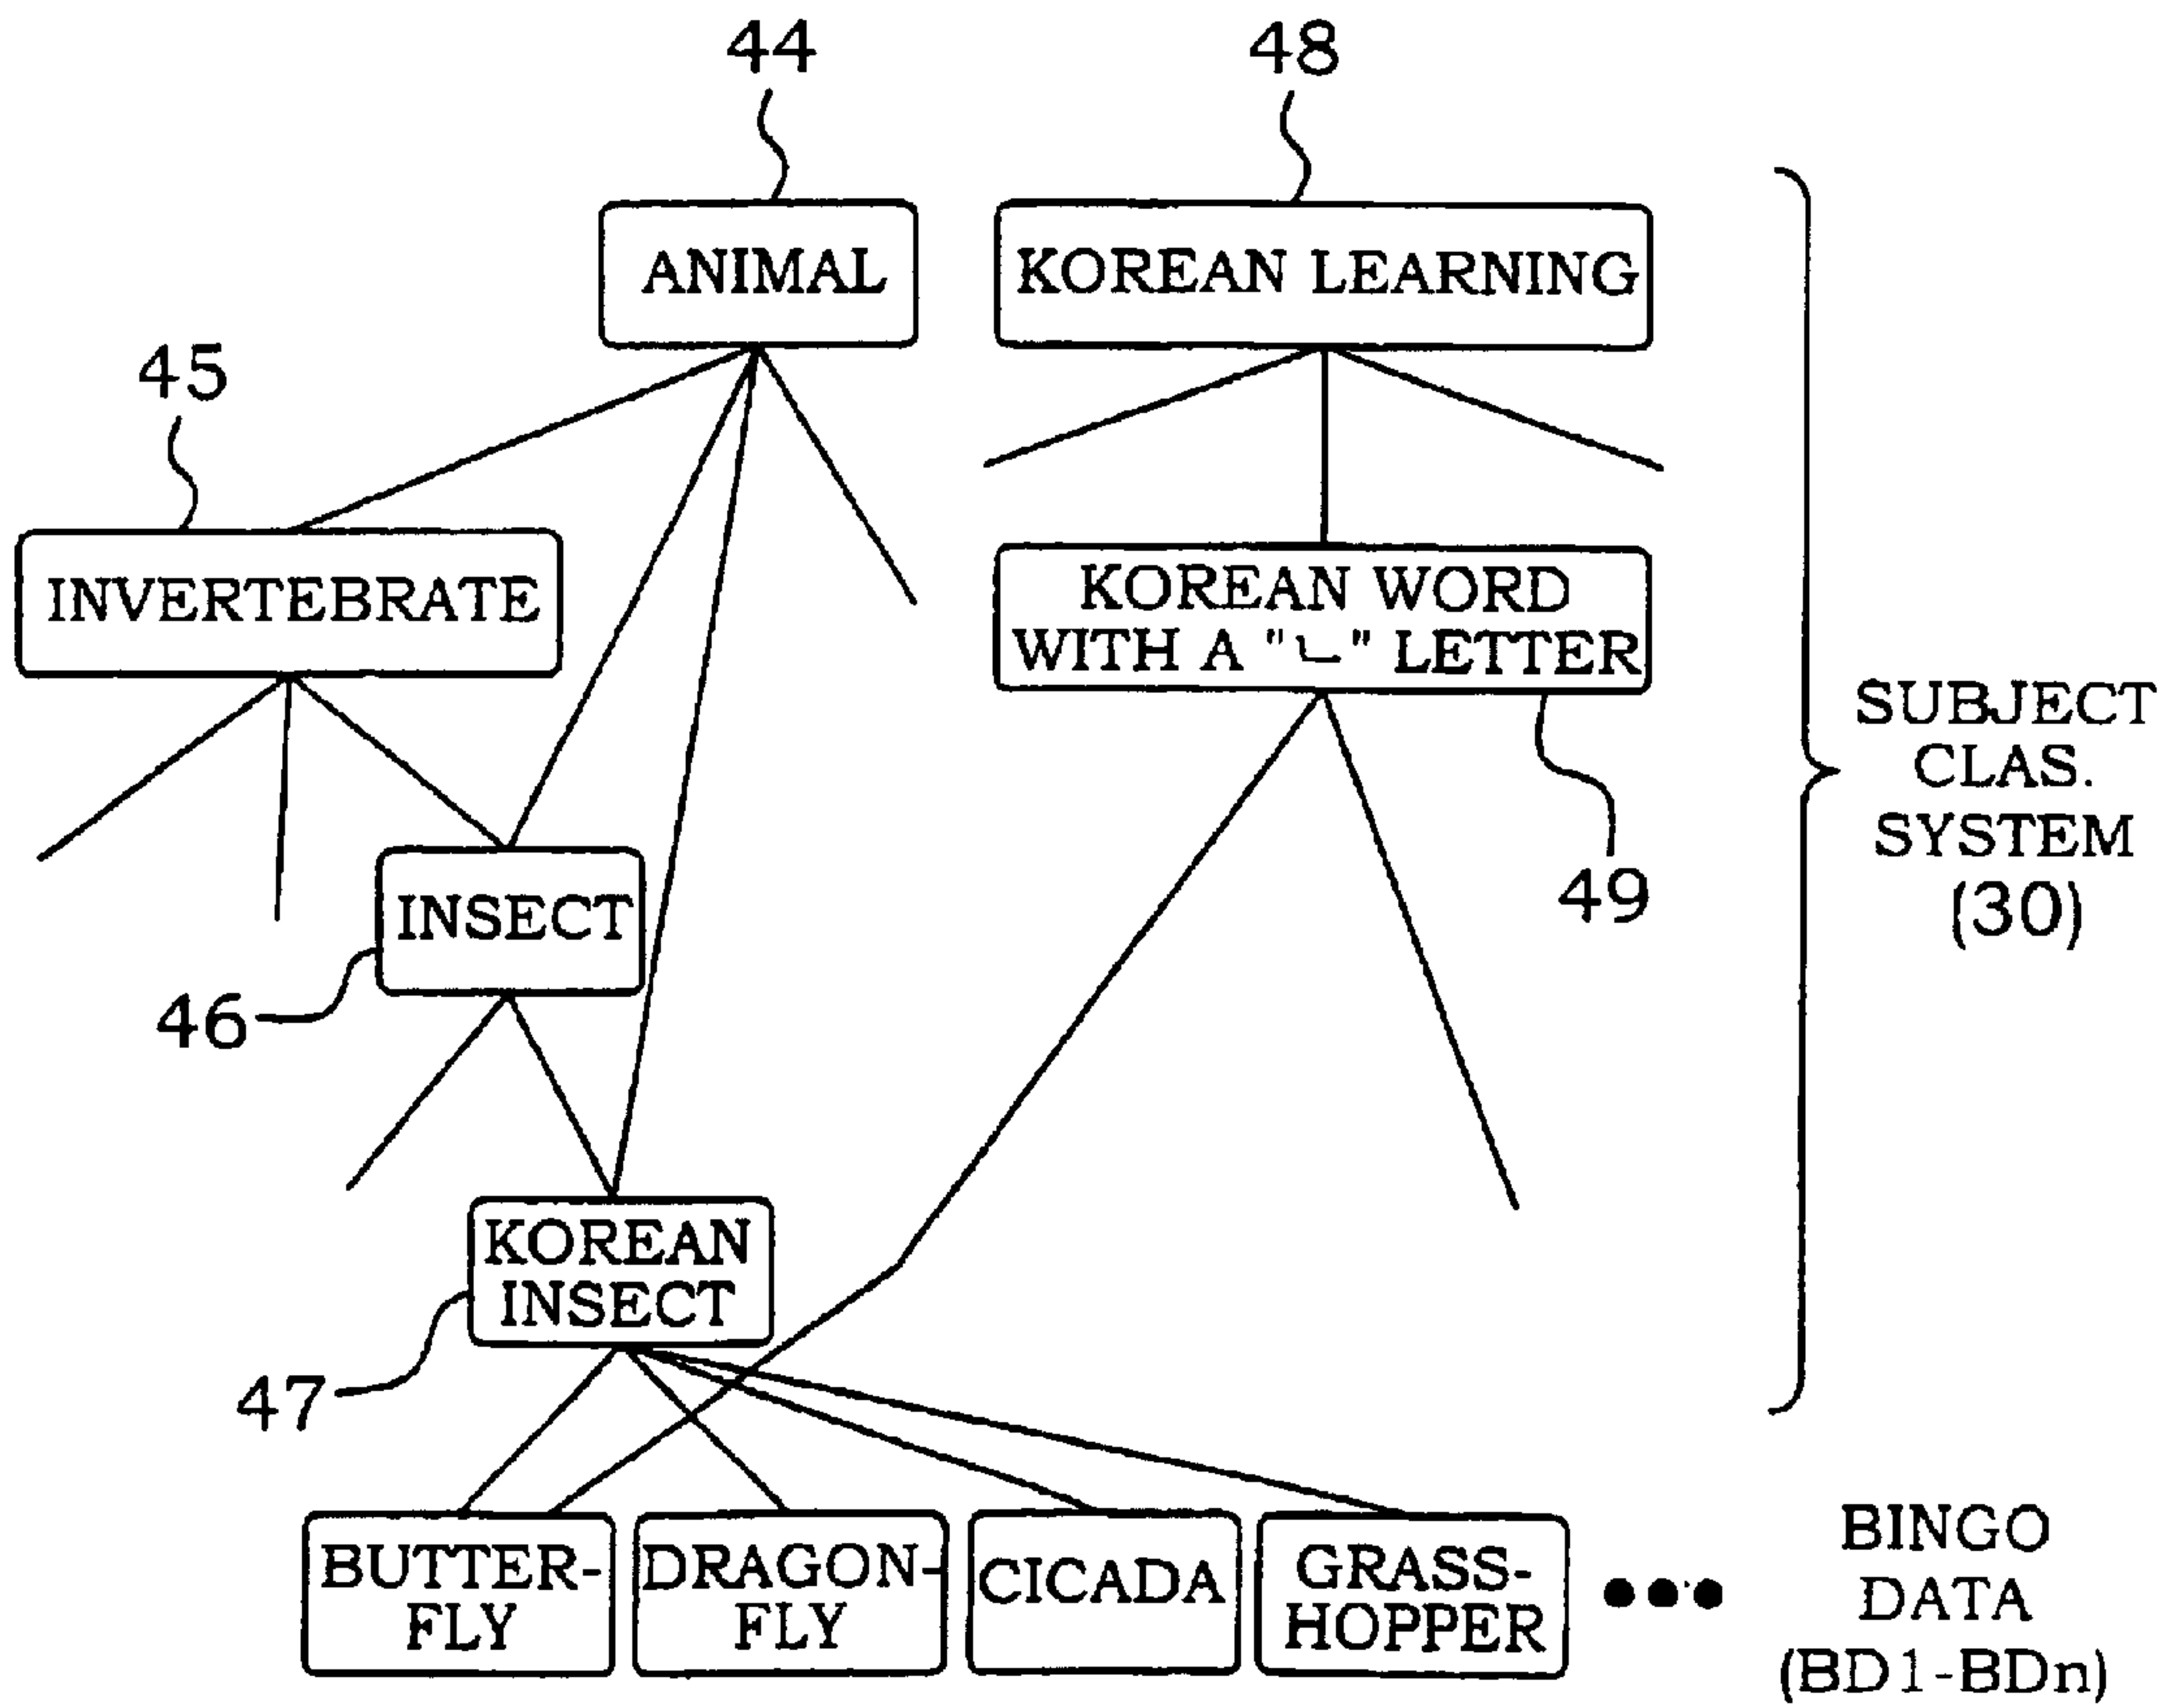 44
48
ANIMAL
KOREAN LEARNING
45
INVERTEBRATE
KOREAN WORD
WITH A "ㄴ" LETTER
SUBJECT
CLAS.
SYSTEM
(30)
49
INSECT
46
KOREAN
INSECT
47
BUTTER-
FLY
DRAGON-
FLY
CICADA
GRASS-
HOPPER
•••
BINGO
DATA
(BD1-BDn)